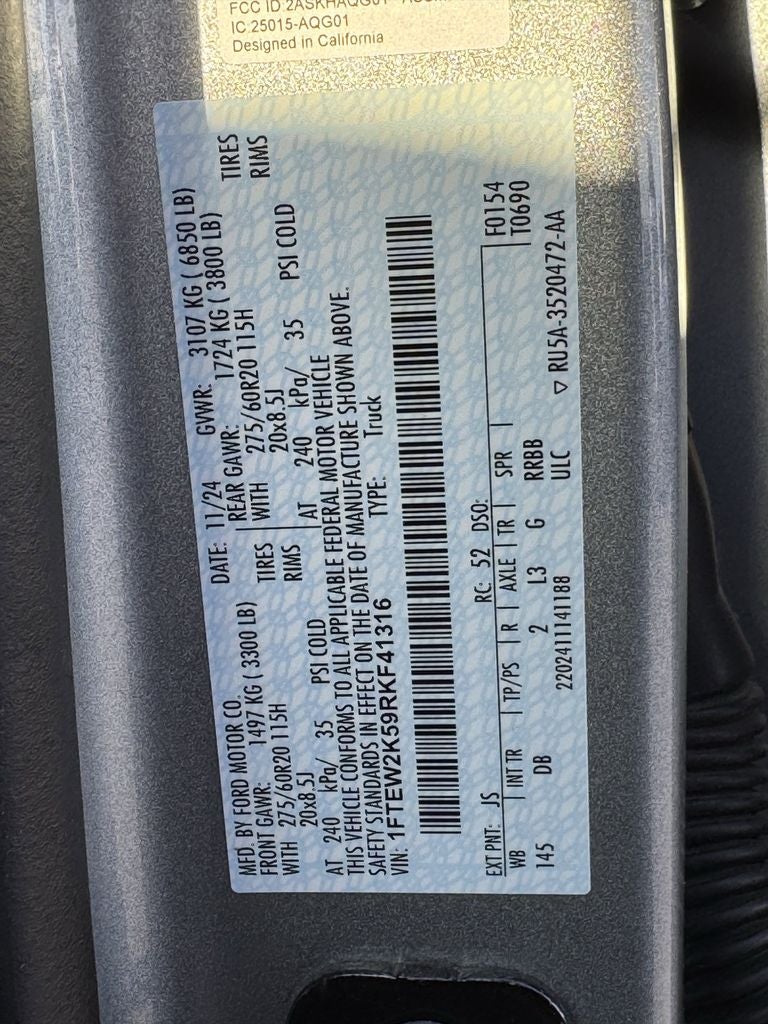 FCC ID:2ASKHAQG01
IC:25015-AQG01
Designed in California
MFD. BY FORD MOTOR CO. DATE: 11/24 GVWR: 3107 KG ( 6850 LB)
FRONT GAWR: 1497 KG ( 3300 LB) REAR GAWR: 1724 KG ( 3800 LB)
WITH 275/60R20 115H TIRES WITH 275/60R20 115H TIRES
20x8.5J RIMS 20x8.5J RIMS
AT 240 kPa/ 35 PSI COLD AT 240 kPa/ 35 PSI COLD
THIS VEHICLE CONFORMS TO ALL APPLICABLE FEDERAL MOTOR VEHICLE
SAFETY STANDARDS IN EFFECT ON THE DATE OF MANUFACTURE SHOWN ABOVE.
VIN: 1FTEW2K59RKF41316 TYPE: Truck
EXT PNT: JS RC: 52 DSO: F0154
WB INT TR TP/PS R AXLE TR SPR T0690
145 DB 2 L3 G RRBB
2202411141188 ULC ▽ RU5A-3520472-AA